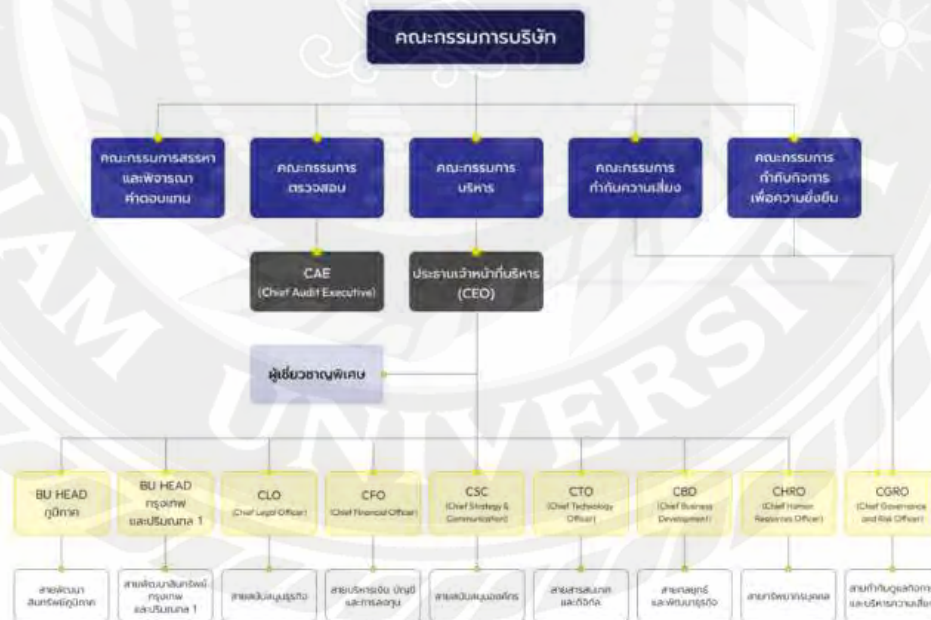 คณะกรรมการบริษัท
คณะกรรมการสรรหา
และพิจารณา
ค่าตอบแทน
คณะกรรมการ
ตรวจสอบ
คณะกรรมการ
บริหาร
คณะกรรมการ
กำกับความเสี่ยง
คณะกรรมการ
กำกับกิจการ
เพื่อความยั่งยืน
CAE
(Chief Audit Executive)
ประธานเจ้าหน้าที่บริหาร
(CEO)
ผู้เชี่ยวชาญพิเศษ
BU HEAD
ภูมิภาค
BU HEAD
กรุงเทพ
และปริมณฑล 1
CLO
(Chief Legal Officer)
CFO
(Chief Financial Officer)
CSC
(Chief Strategy &
Communication)
CTO
(Chief Technology
Officer)
CBD
(Chief Business
Development)
CHRO
(Chief Human
Resources Officer)
CGRO
(Chief Governance
and Risk Officer)
สายพัฒนา
สินทรัพย์ภูมิภาค
สายพัฒนาสินทรัพย์
กรุงเทพ
และปริมณฑล 1
สายสนับสนุนธุรกิจ
สายบริหารเงิน บัญชี
และการลงทุน
สายสนับสนุนองค์กร
สายสารสนเทศ
และดิจิทัล
สายกลยุทธ์
และพัฒนาธุรกิจ
สายทรัพยากรบุคคล
สายกำกับดูแลกิจการ
และบริหารความเสี่ยง
SIAM UNIVERSITY